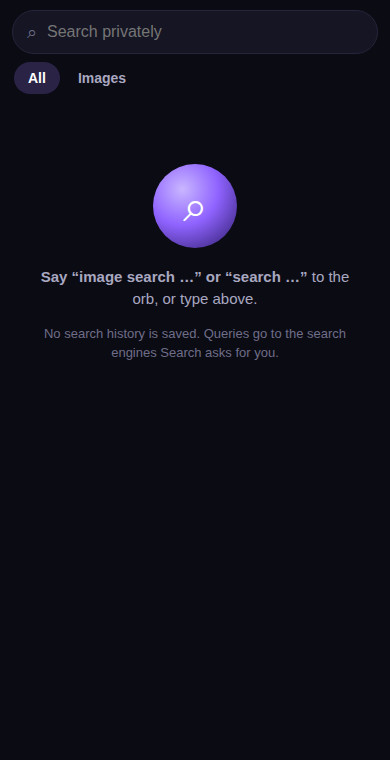 Search privately
All Images
Say “image search …” or “search …” to the
orb, or type above.
No search history is saved. Queries go to the search
engines Search asks for you.